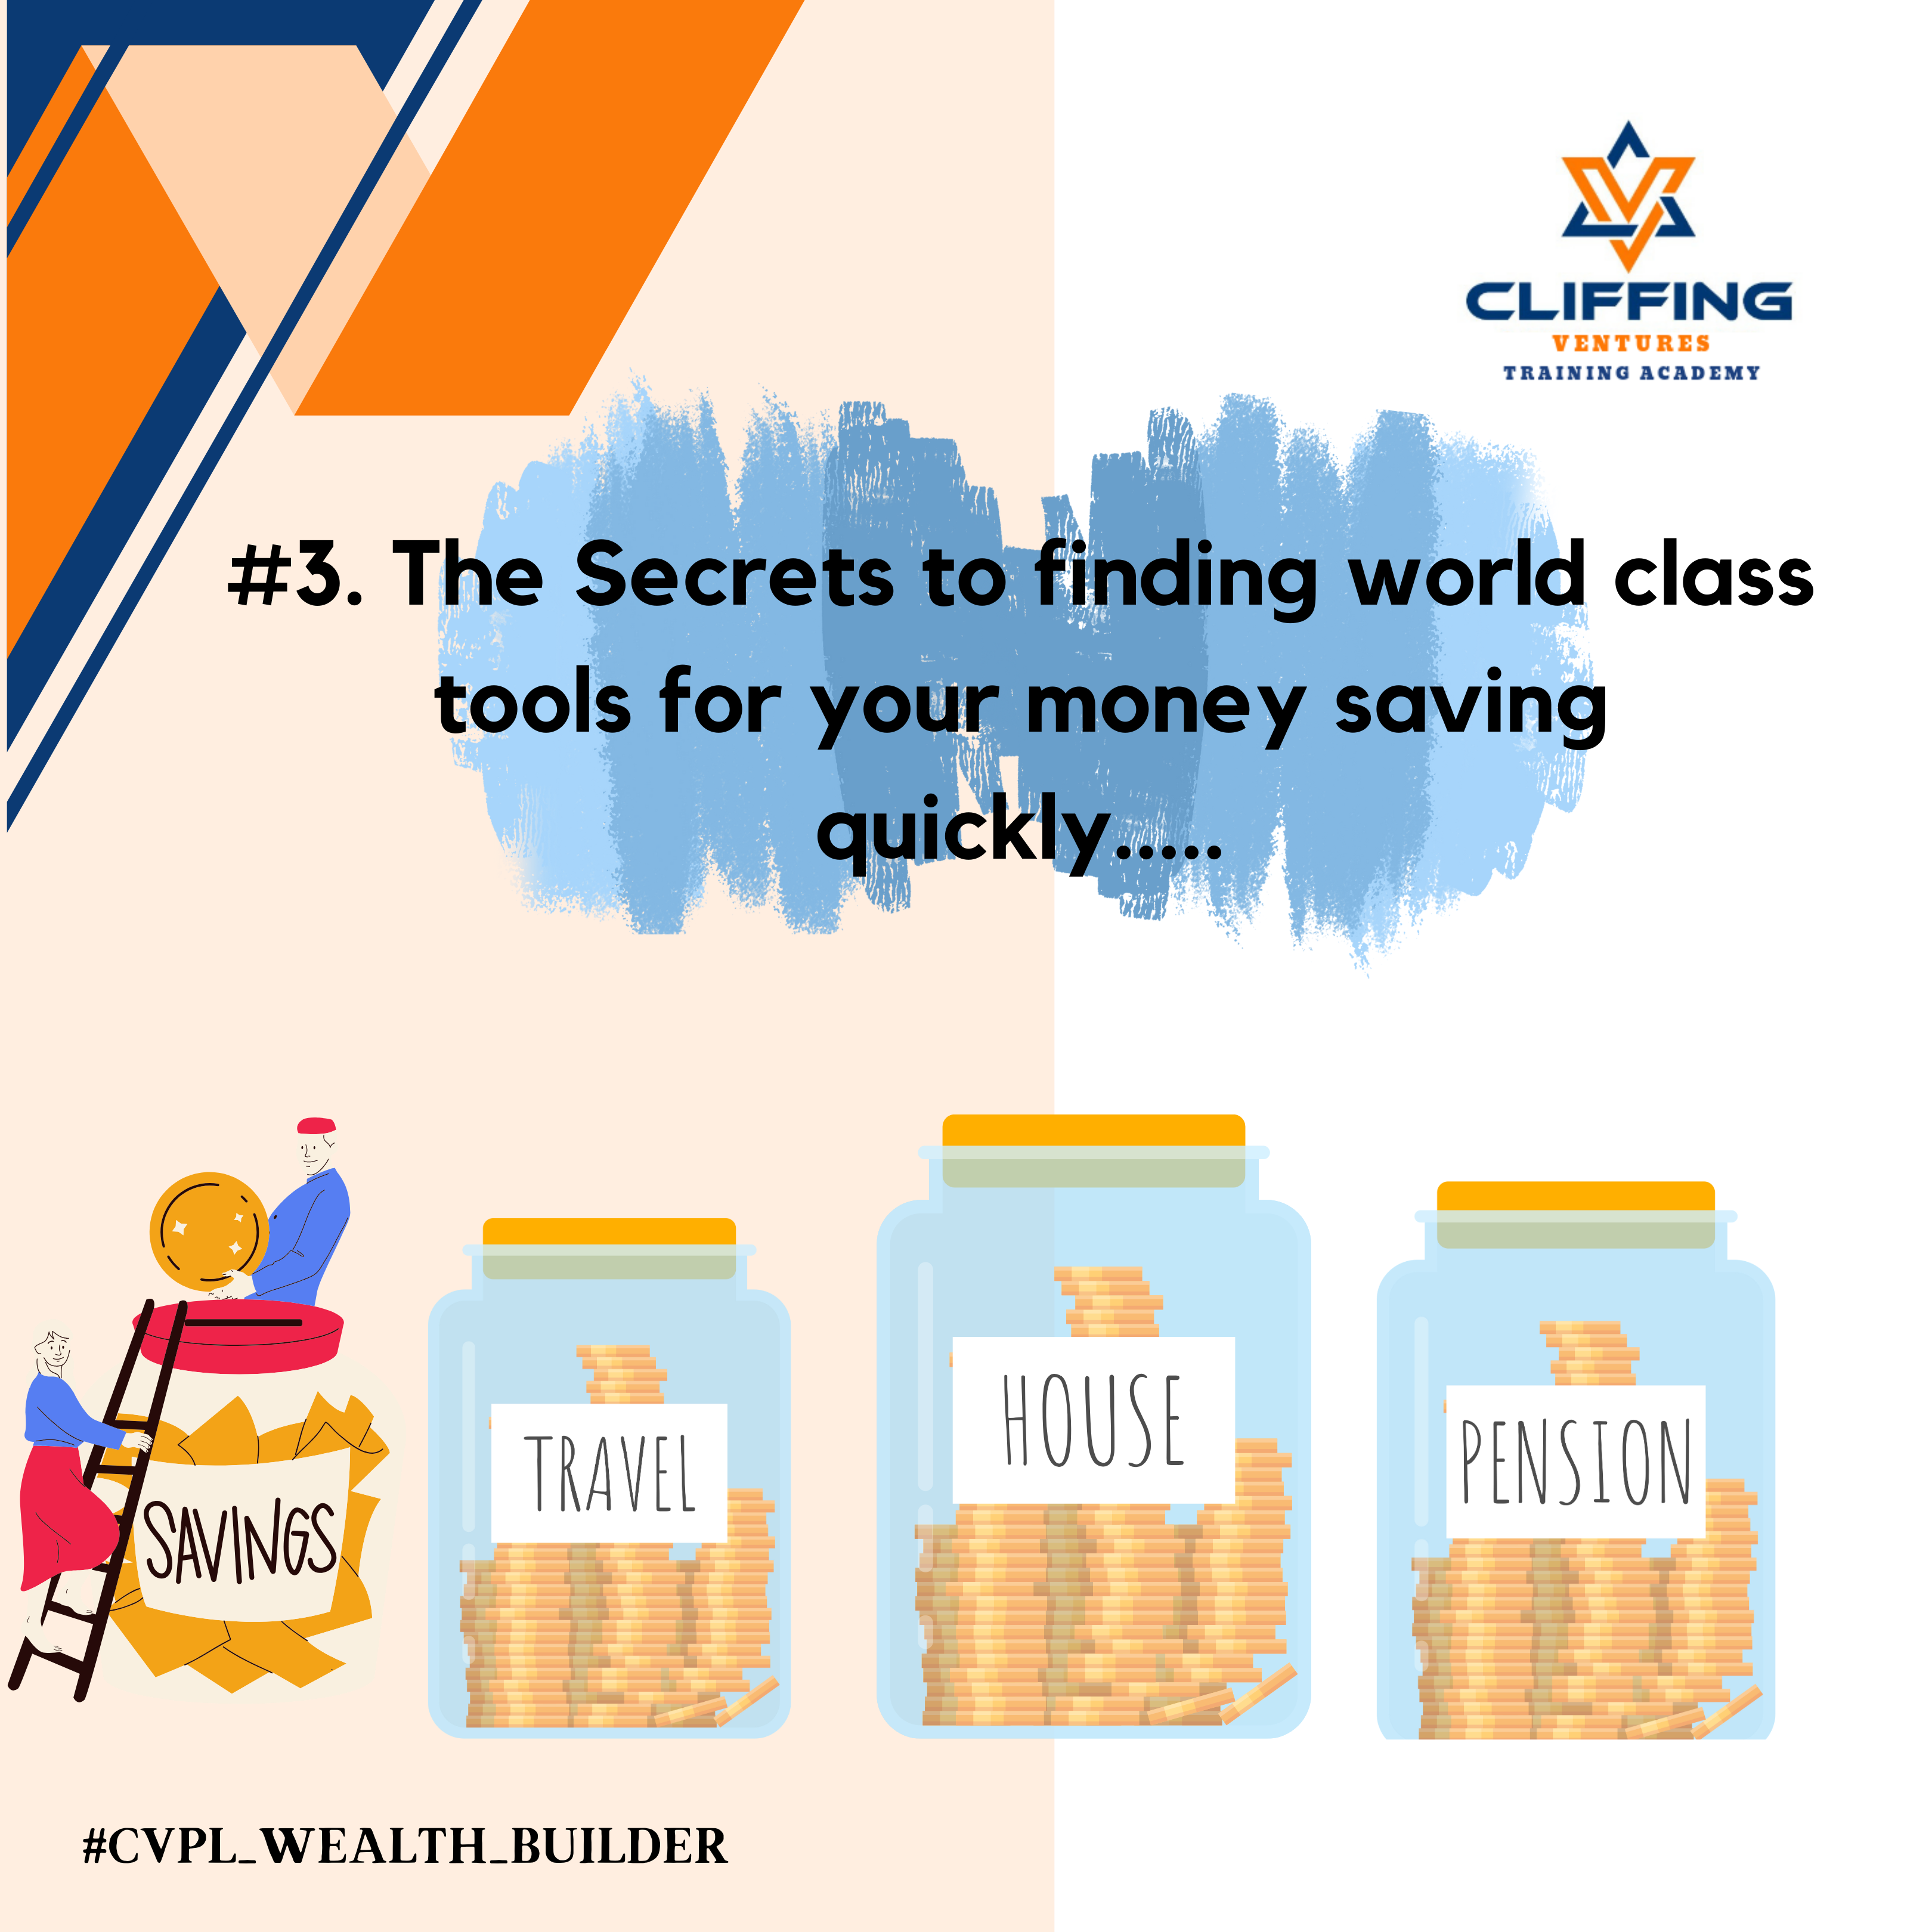 CLIFFING
VENTURES
TRAINING ACADEMY
#3. The Secrets to finding world class
tools for your money saving
quickly.....
SAVINGS
TRAVEL
HOUSE
PENSION
#CVPL_WEALTH_BUILDER